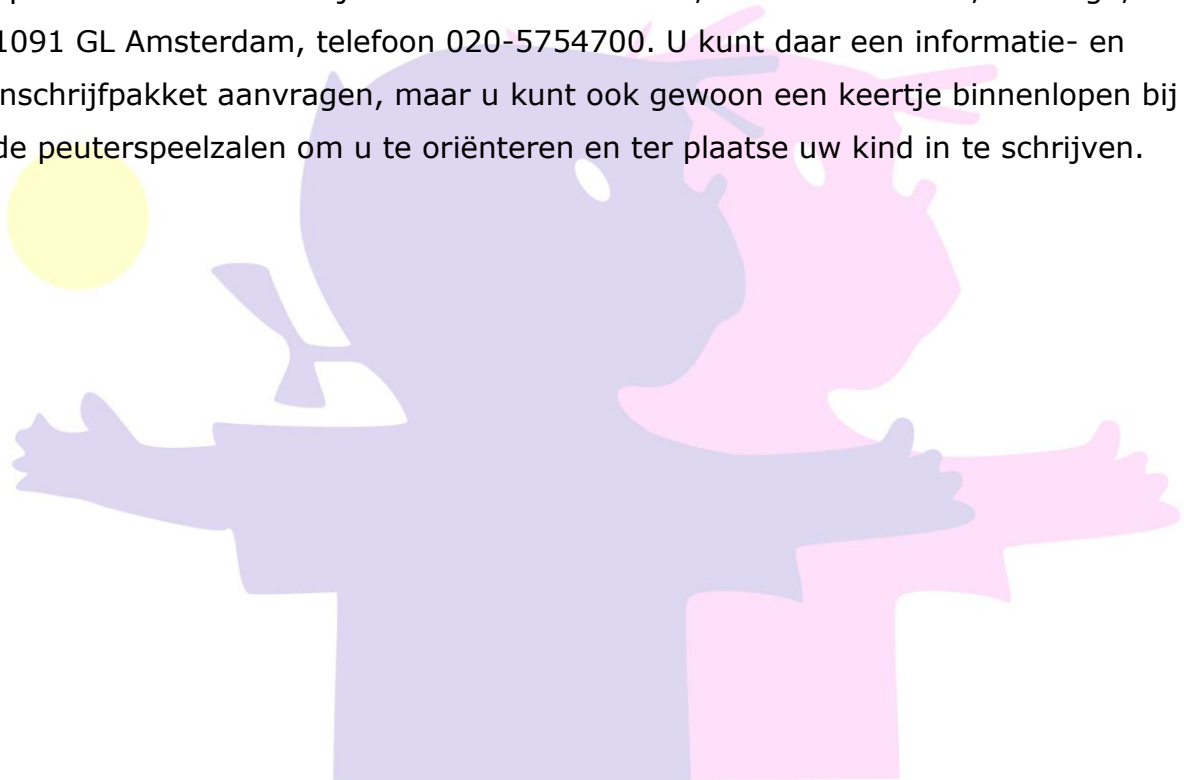 1091 GL Amsterdam, telefoon 020-5754700. U kunt daar een informatie- en
nschrijfpakket aanvragen, maar u kunt ook gewoon een keertje binnenlopen bij
de peuterspeelzalen om u te oriënteren en ter plaatse uw kind in te schrijven.